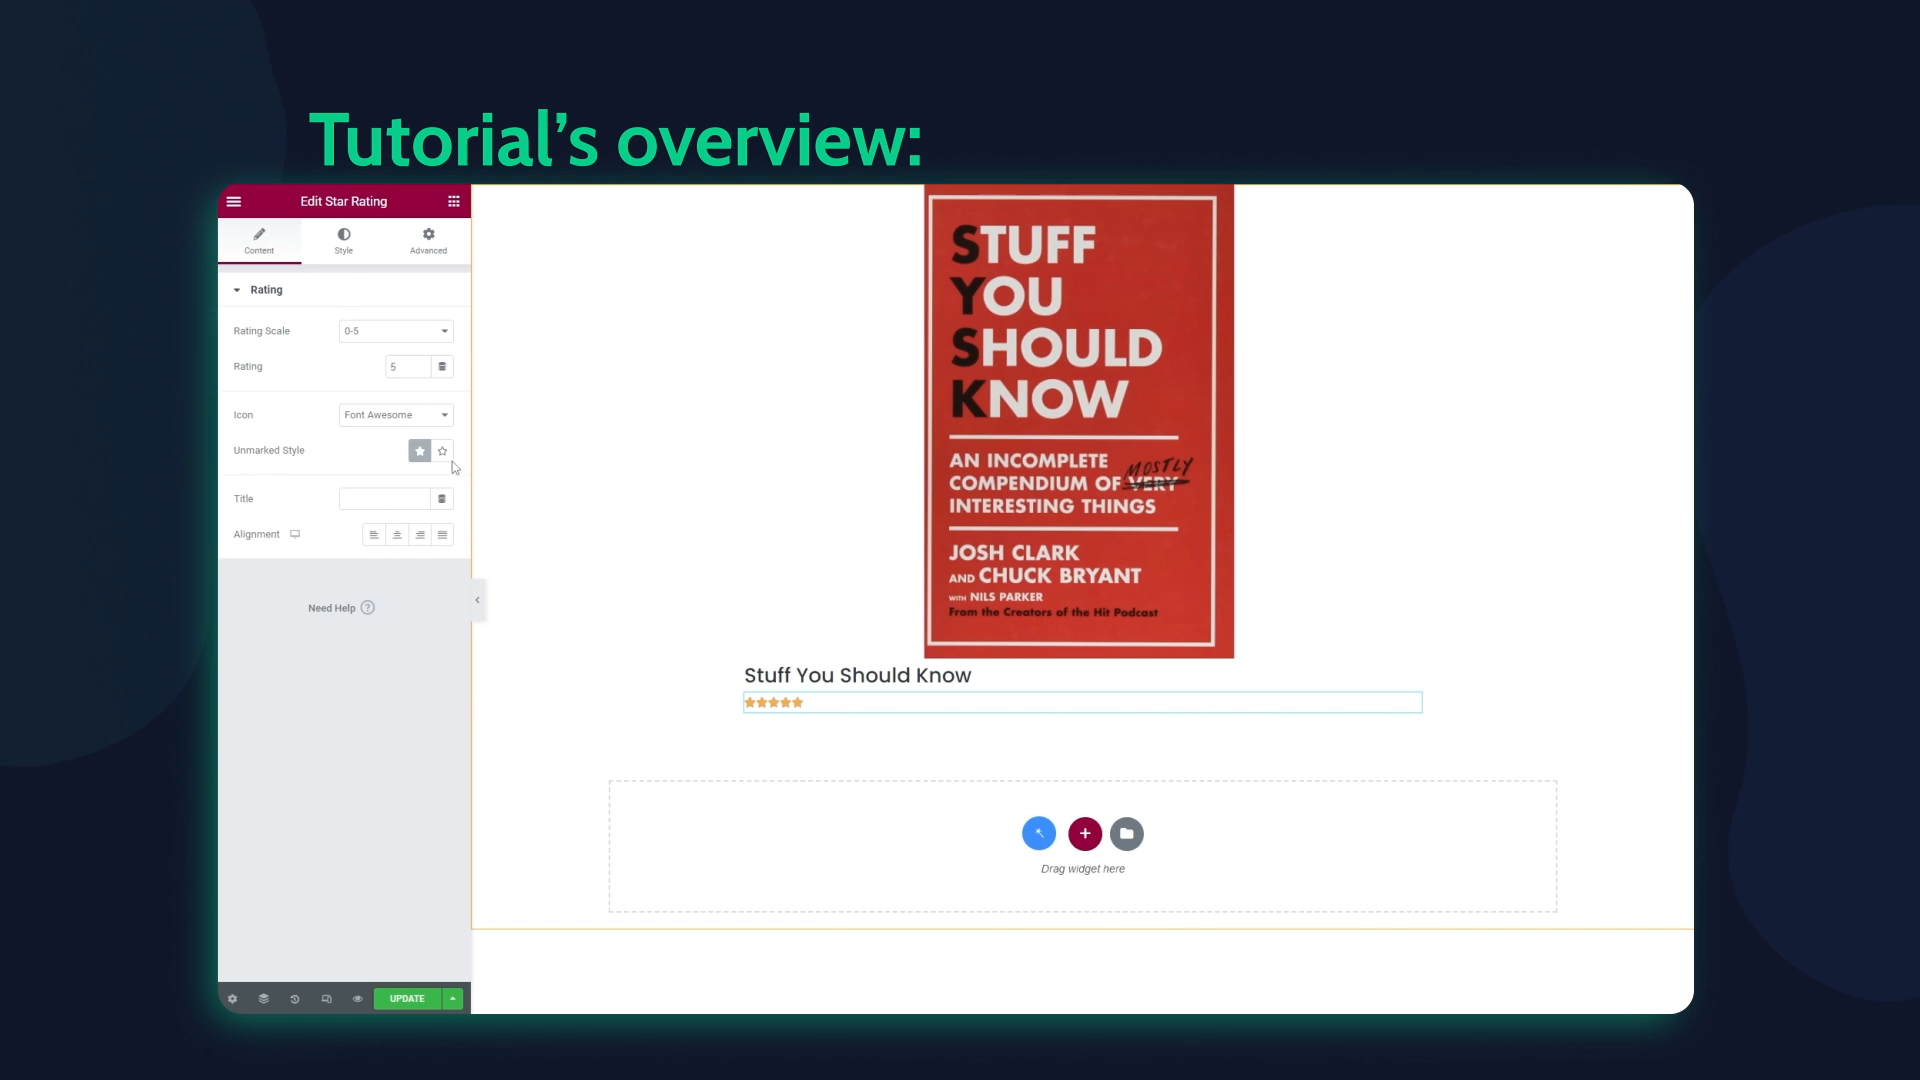 Tutorial's overview:
Edit Star Rating
Content
Style
Advanced
Rating
Rating Scale
0-5
Rating
5
Icon
Font Awesome
Unmarked Style
Title
Alignment
Need Help ?
UPDATE
STUFF
YOU
SHOULD
KNOW
AN INCOMPLETE
MOSTLY
COMPENDIUM OF VERY
INTERESTING THINGS
JOSH CLARK
AND CHUCK BRYANT
WITH NILS PARKER
From the Creators of the Hit Podcast
Stuff You Should Know
Drag widget here